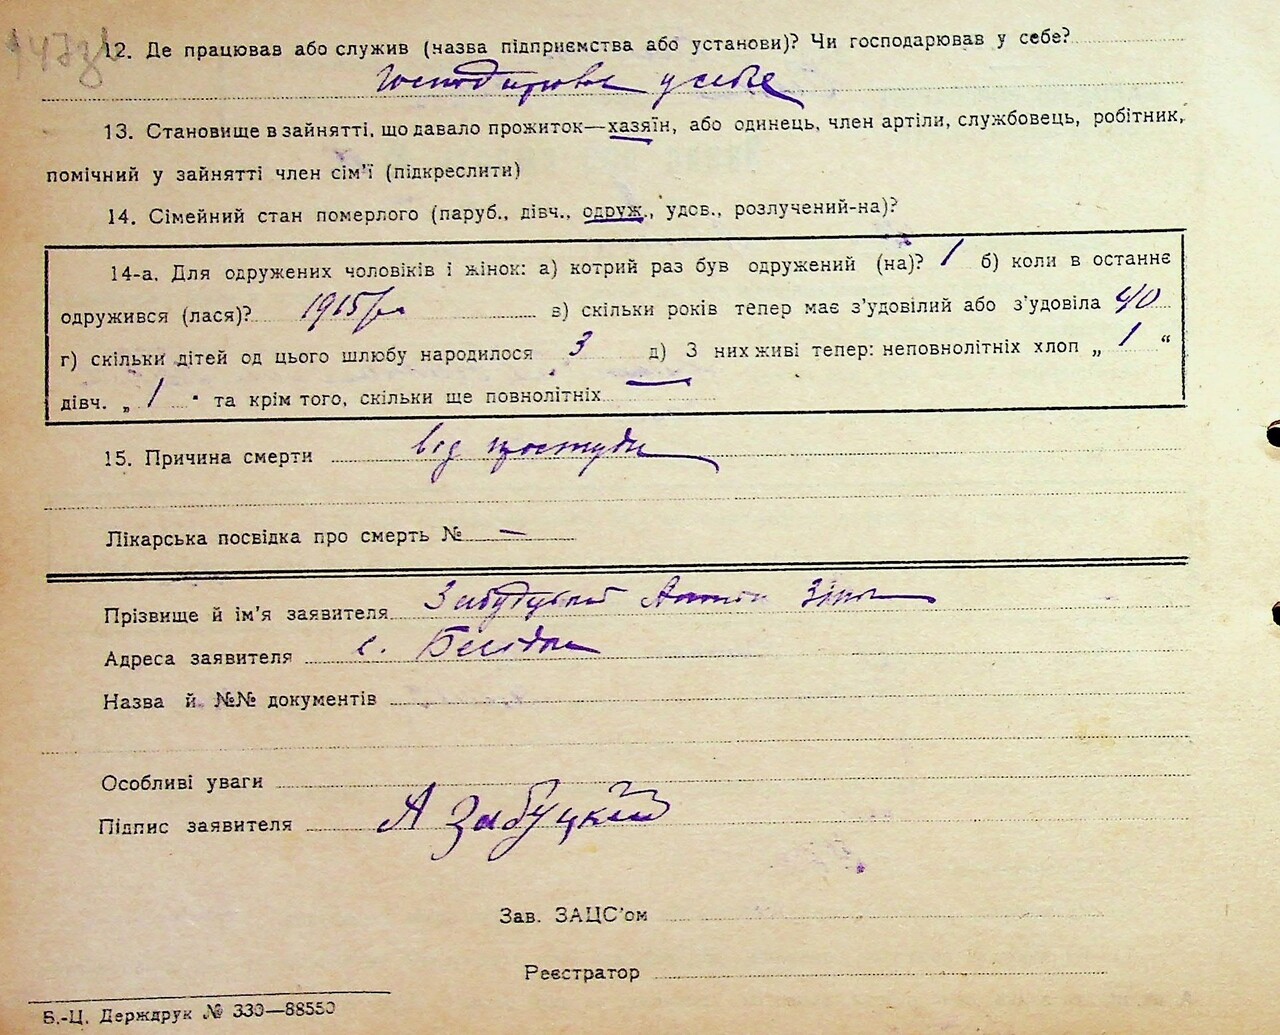 147зв
12. Де працював або служив (назва підприємства або установи)? Чи господарював у себе?
Господарював у себе
13. Становище в зайнятті, що давало прожиток—хазяїн, або одинець, член артіли, службовець, робітник,
помічний у зайнятті член сім'ї (підкреслити)
14. Сімейний стан померлого (паруб., дівч., одруж., удов., розлучений-на)?
14-а. Для одружених чоловіків і жінок: а) котрий раз був одружений (на)? 1 б) коли в останнє
одружився (лася)? 1915 в) скільки років тепер має з'удовілий або з'удовіла 40
г) скільки дітей од цього шлюбу народилося 3 д) З них живі тепер: неповнолітніх хлоп „ 1 “
дівч. „ 1 “ та крім того, скільки ще повнолітніх —
15. Причина смерти від простуди
Лікарська посвідка про смерть № —
Прізвище й ім'я заявителя Антон
Адреса заявителя с.
Назва й №№ документів
Особливі уваги
Підпис заявителя А Забуцкий
Зав. ЗАЦС'ом
Реєстратор
Б.-Ц. Держдрук № 330—88550